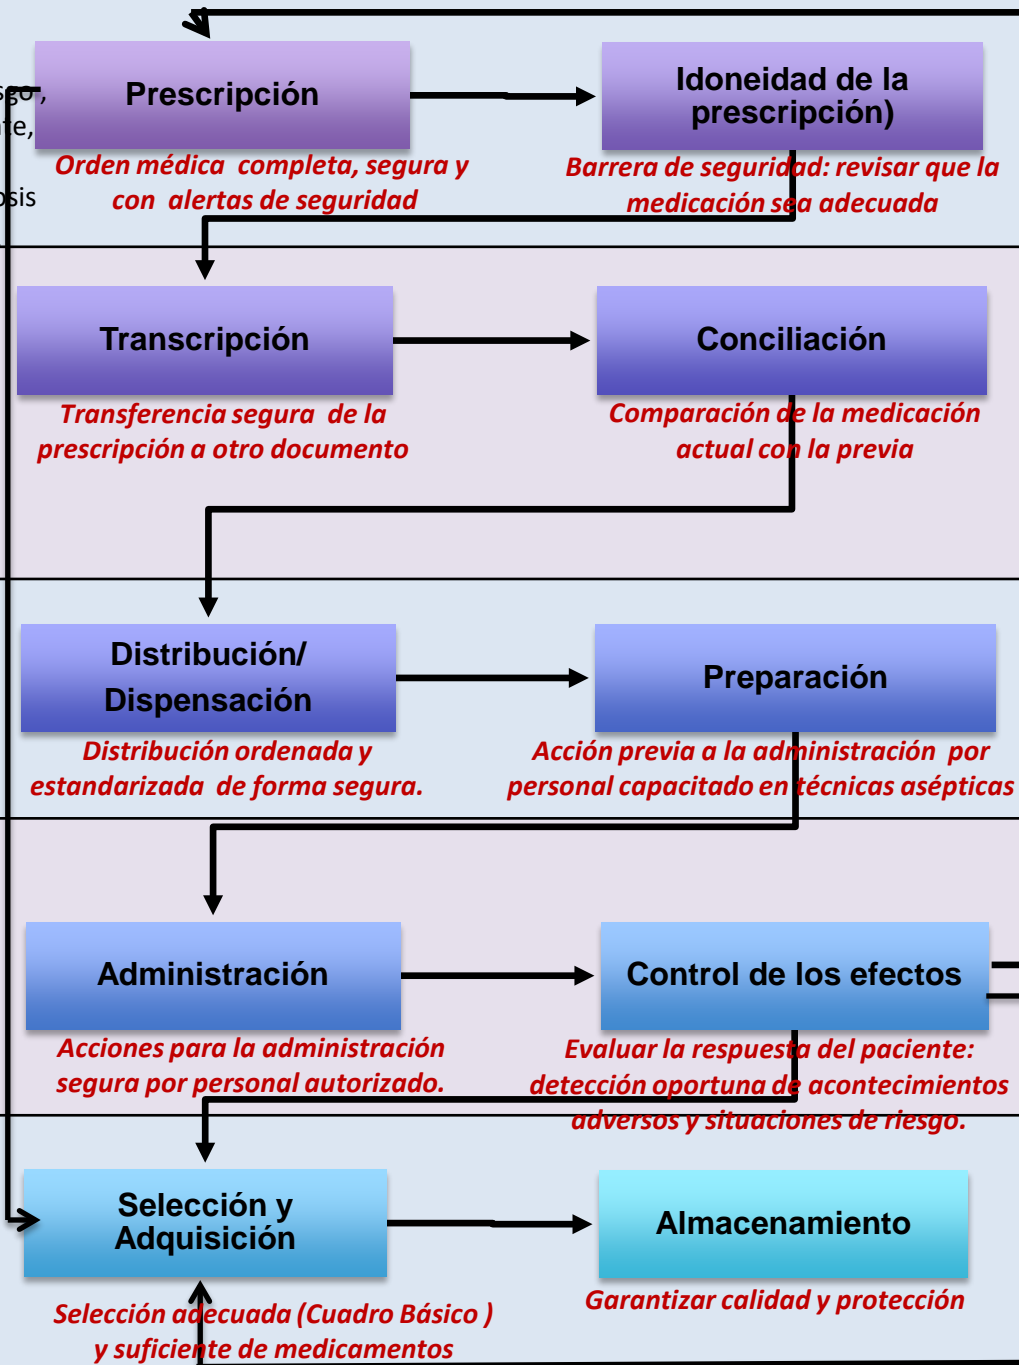 Prescripción
Idoneidad de la
prescripción)
sgo ,
te,
osis
Orden médica completa, segura y
con alertas de seguridad
Barrera de seguridad: revisar que la
medicación sea adecuada
Transcripción
Conciliación
Transferencia segura de la
prescripción a otro documento
Comparación de la medicación
actual con la previa
Distribución/
Dispensación
Preparación
Distribución ordenada y
estandarizada de forma segura.
Acción previa a la administración por
personal capacitado en técnicas asépticas
Administración
Control de los efectos
Acciones para la administración
segura por personal autorizado.
Evaluar la respuesta del paciente:
detección oportuna de acontecimientos
adversos y situaciones de riesgo.
Selección y
Adquisición
Almacenamiento
Selección adecuada (Cuadro Básico )
y suficiente de medicamentos
Garantizar calidad y protección